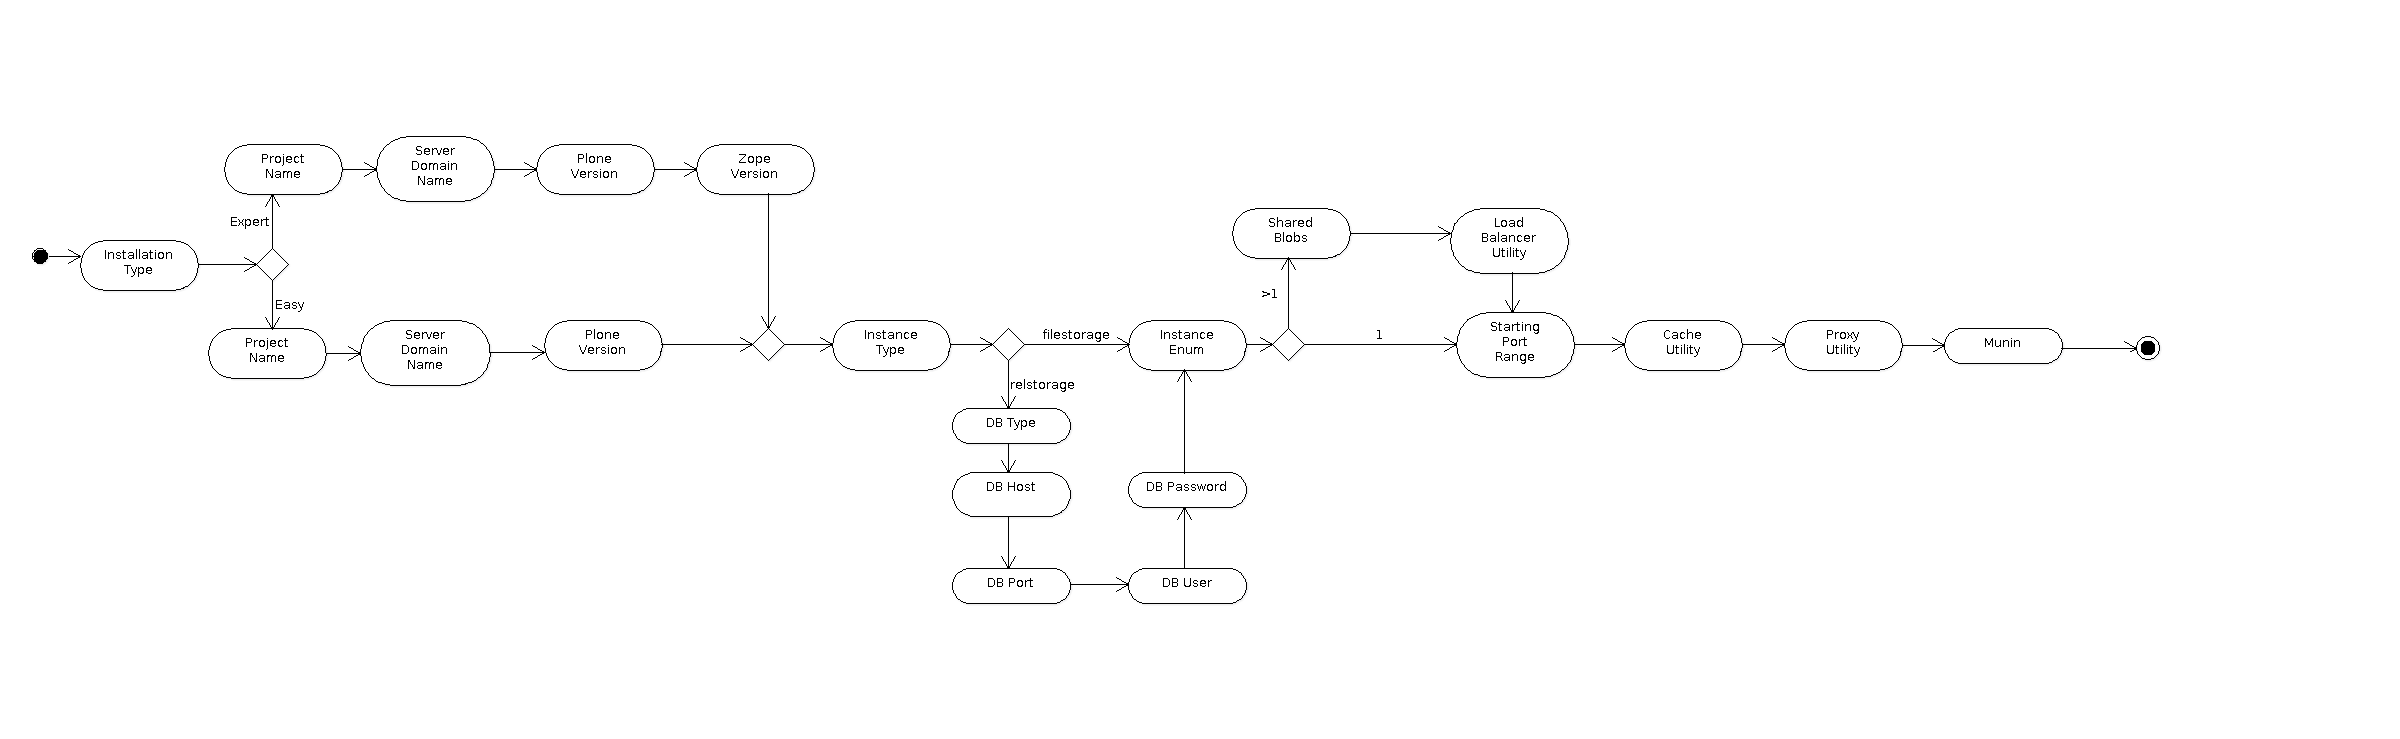 Project
Name
Server
Domain
Name
Plone
Version
Zope
Version
Expert
Installation
Type
Easy
Project
Name
Server
Domain
Name
Plone
Version
Instance
Type
filestorage
relstorage
DB Type
DB Host
DB Port
DB User
DB Password
Instance
Enum
>1
Shared
Blobs
Load
Balancer
Utility
1
Starting
Port
Range
Cache
Utility
Proxy
Utility
Munin